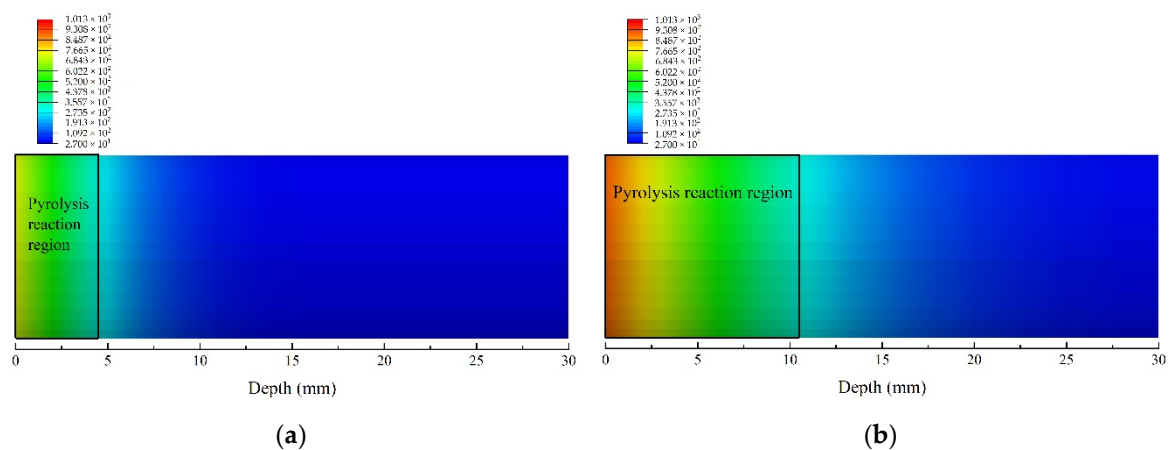 1.013 × 10³
9.308 × 10²
8.487 × 10²
7.665 × 10²
6.843 × 10²
6.022 × 10²
5.200 × 10²
4.378 × 10²
3.557 × 10²
2.735 × 10²
1.913 × 10²
1.092 × 10²
2.700 × 10¹
Pyrolysis
reaction
region
0 5 10 15 20 25 30
Depth (mm)
(a)
1.013 × 10³
9.308 × 10²
8.487 × 10²
7.665 × 10²
6.843 × 10²
6.022 × 10²
5.200 × 10²
4.378 × 10²
3.557 × 10²
2.735 × 10²
1.913 × 10²
1.092 × 10²
2.700 × 10
Pyrolysis reaction region
0 5 10 15 20 25 30
Depth (mm)
(b)